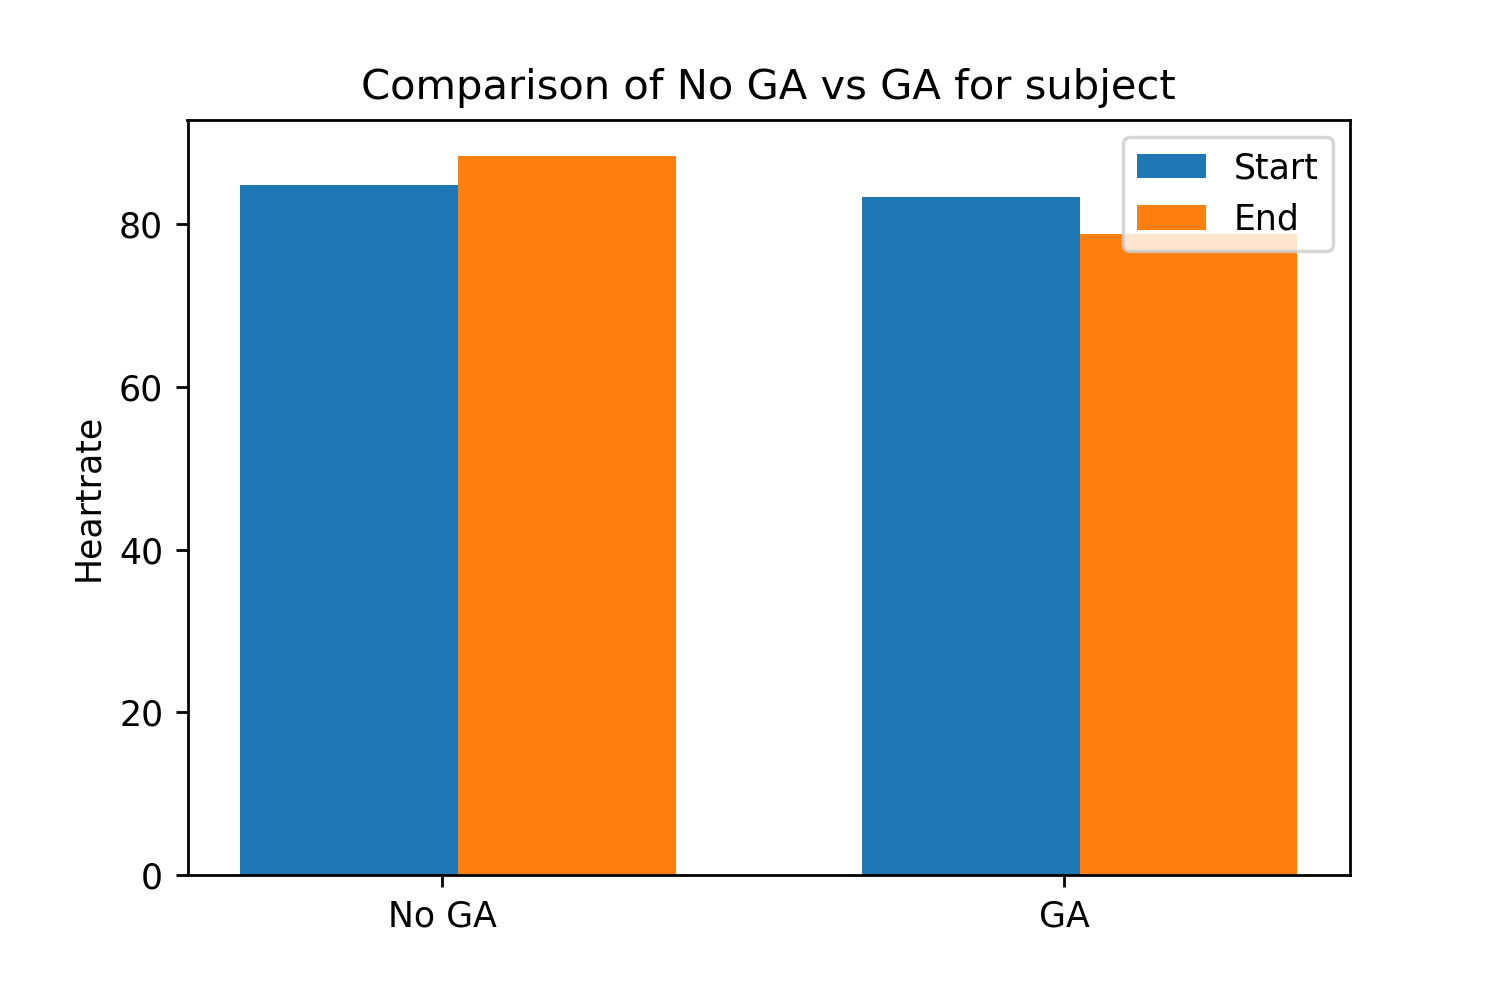 Comparison of No GA vs GA for subject
Start
End
80
60
40
20
0
Heartrate
No GA
GA